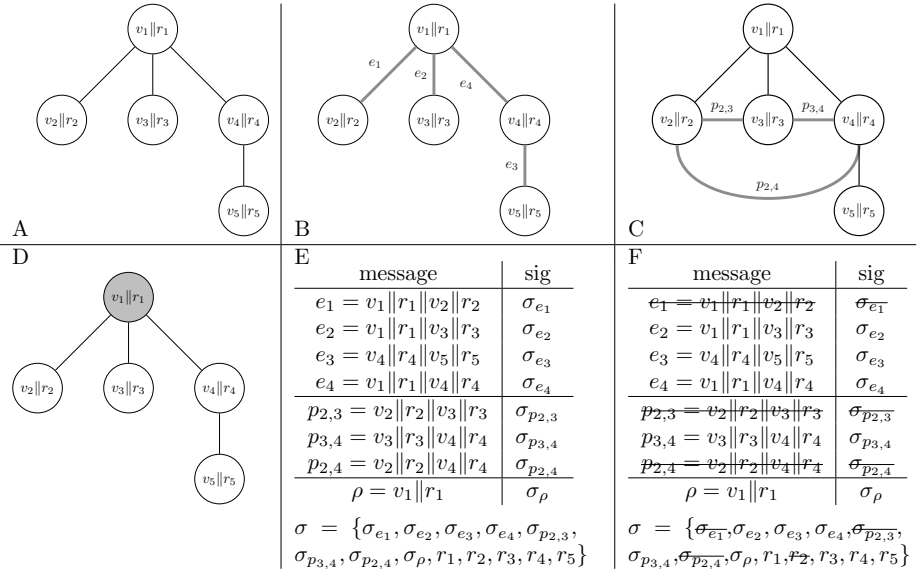 v₁∥r₁
v₂∥r₂ v₃∥r₃ v₄∥r₄
v₅∥r₅
A
v₁∥r₁
e₁ e₂ e₄
v₂∥r₂ v₃∥r₃ v₄∥r₄
e₃
v₅∥r₅
B
v₁∥r₁
p₂,₃ p₃,₄
v₂∥r₂ v₃∥r₃ v₄∥r₄
p₂,₄
v₅∥r₅
C
D
v₁∥r₁
v₂∥r₂ v₃∥r₃ v₄∥r₄
v₅∥r₅
E
message sig
e₁ = v₁∥r₁∥v₂∥r₂ σe₁
e₂ = v₁∥r₁∥v₃∥r₃ σe₂
e₃ = v₄∥r₄∥v₅∥r₅ σe₃
e₄ = v₁∥r₁∥v₄∥r₄ σe₄
p₂,₃ = v₂∥r₂∥v₃∥r₃ σp₂,₃
p₃,₄ = v₃∥r₃∥v₄∥r₄ σp₃,₄
p₂,₄ = v₂∥r₂∥v₄∥r₄ σp₂,₄
ρ = v₁∥r₁ σρ
σ = {σe₁,σe₂,σe₃,σe₄,σp₂,₃,
σp₃,₄,σp₂,₄,σρ,r₁,r₂,r₃,r₄,r₅}
F
message sig
e₁ = v₁∥r₁∥v₂∥r₂ σe₁
e₂ = v₁∥r₁∥v₃∥r₃ σe₂
e₃ = v₄∥r₄∥v₅∥r₅ σe₃
e₄ = v₁∥r₁∥v₄∥r₄ σe₄
p₂,₃ = v₂∥r₂∥v₃∥r₃ σp₂,₃
p₃,₄ = v₃∥r₃∥v₄∥r₄ σp₃,₄
p₂,₄ = v₂∥r₂∥v₄∥r₄ σp₂,₄
ρ = v₁∥r₁ σρ
σ = {σe₁,σe₂,σe₃,σe₄,σp₂,₃,
σp₃,₄,σp₂,₄,σρ,r₁,r₂,r₃,r₄,r₅}